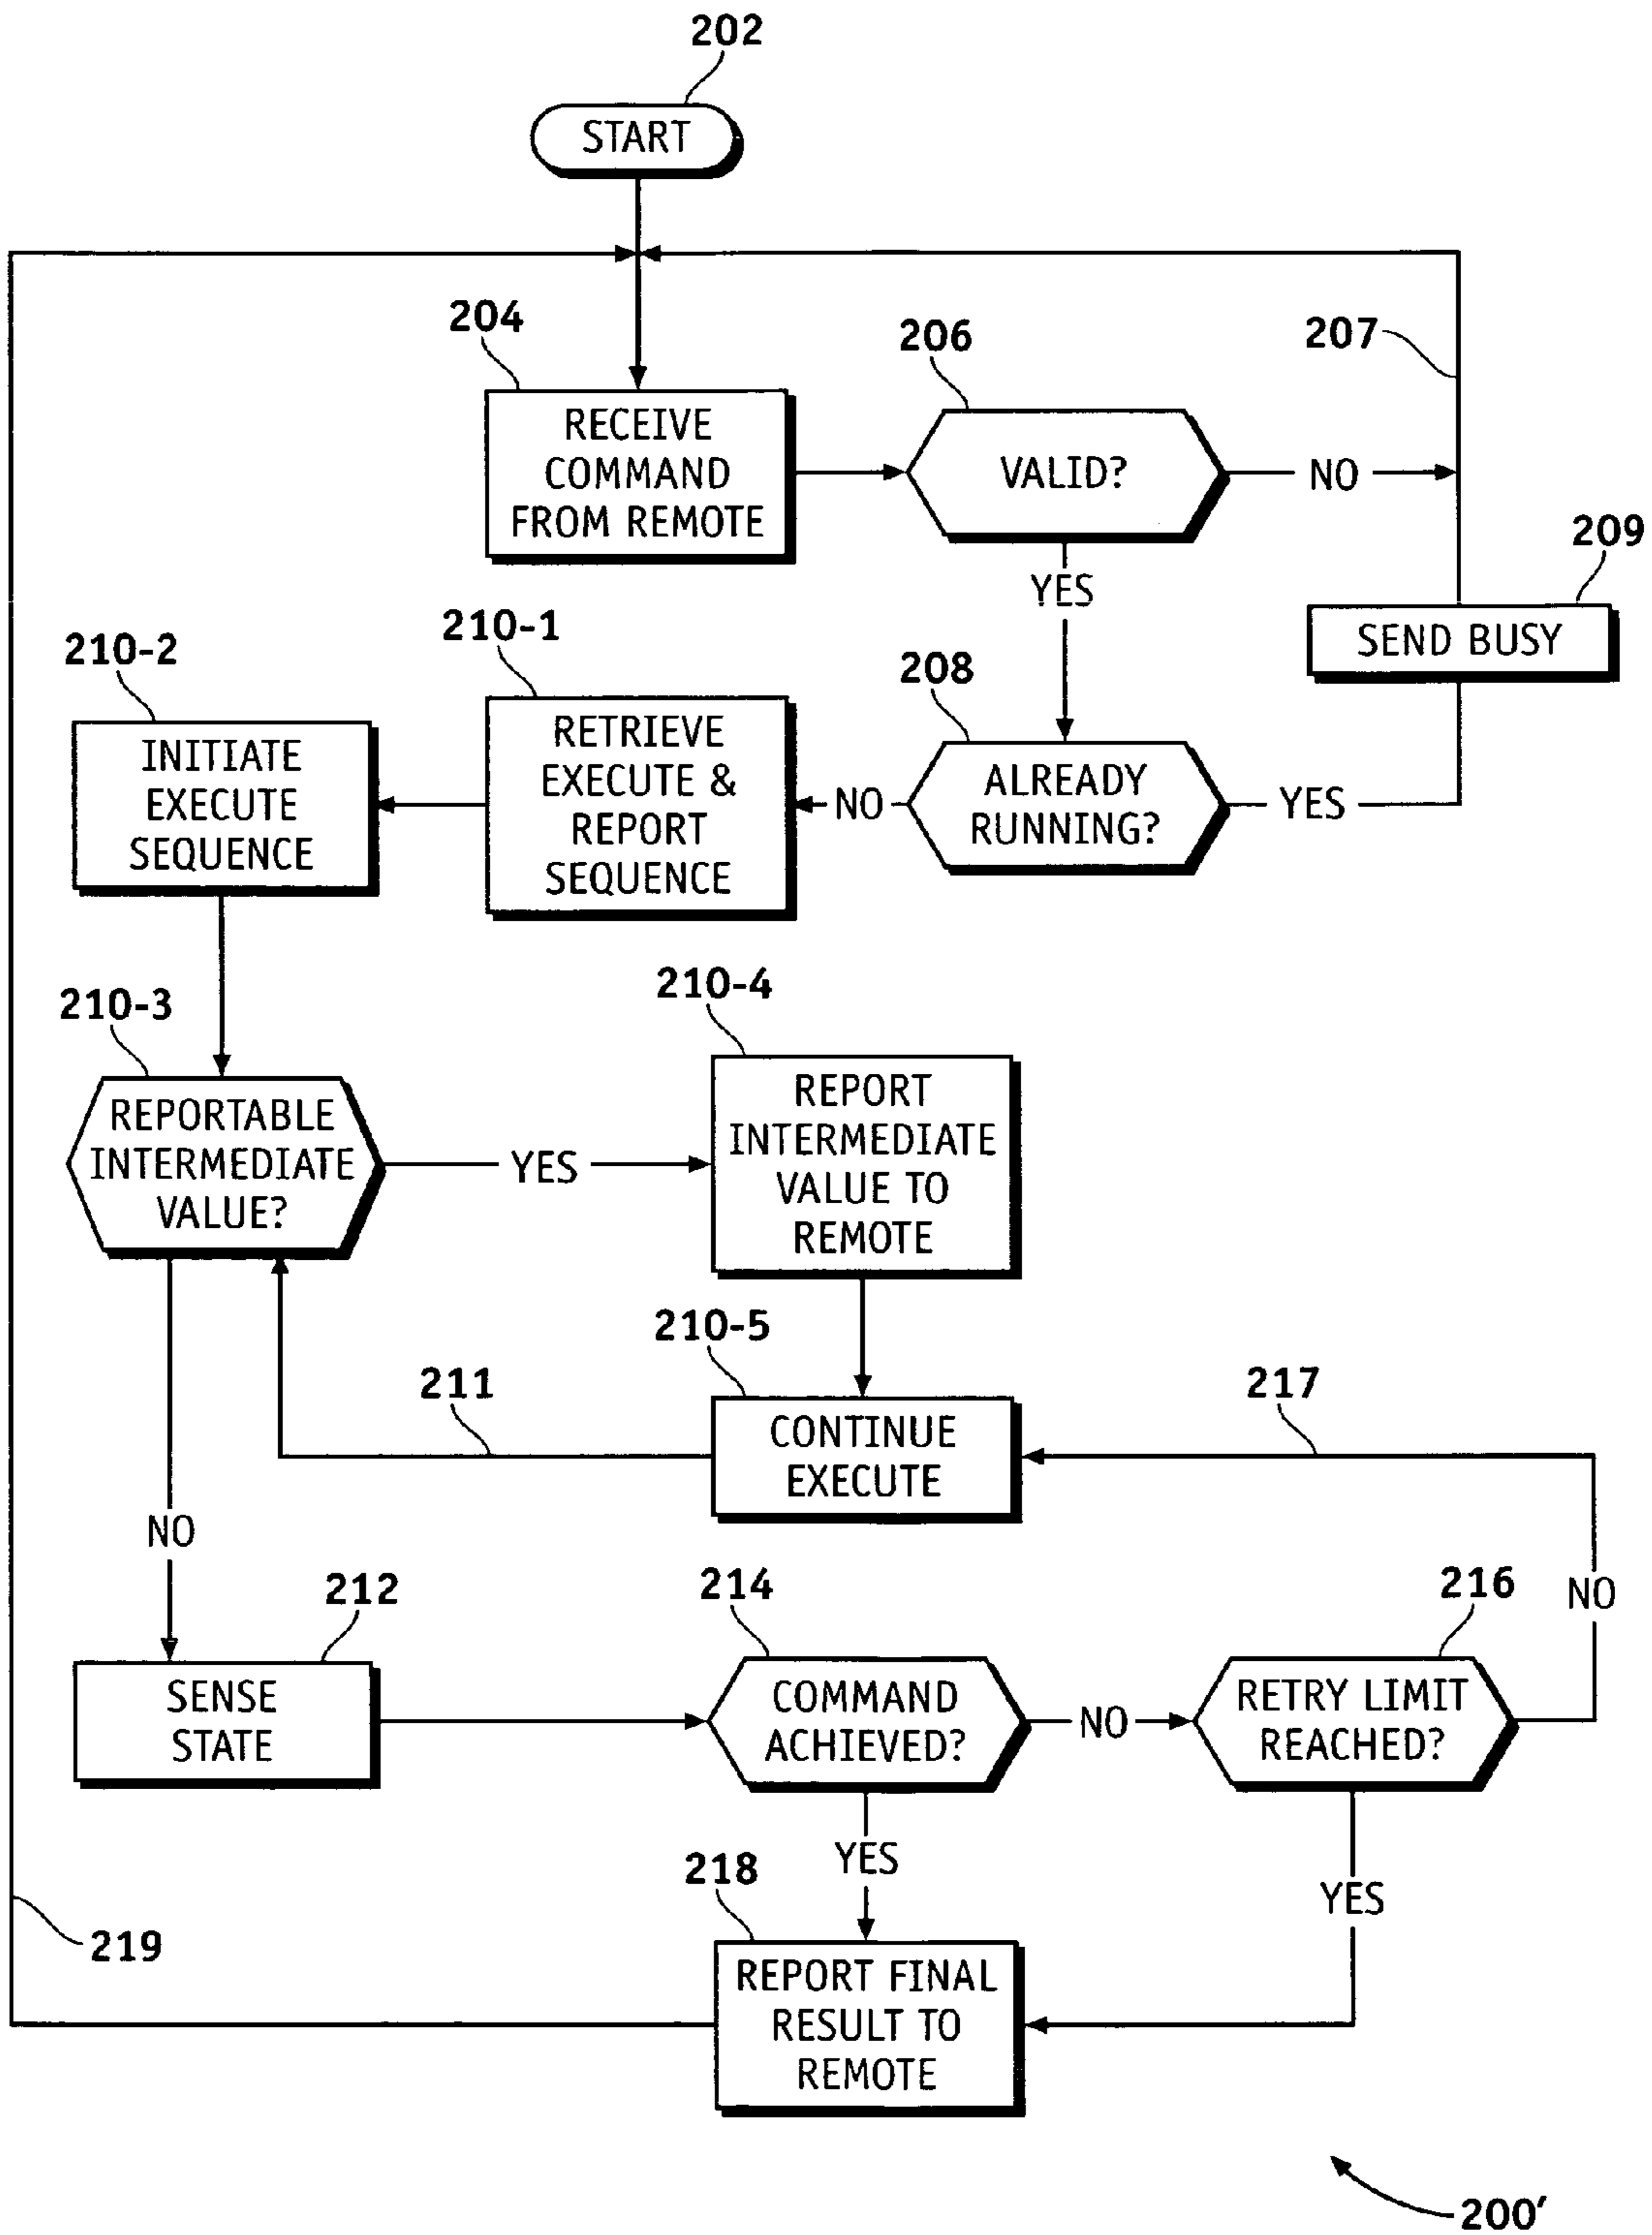 202
START
204
RECEIVE
COMMAND
FROM REMOTE
206
VALID?
NO
207
YES
209
SEND BUSY
208
ALREADY
RUNNING?
YES
NO
210-1
RETRIEVE
EXECUTE &
REPORT
SEQUENCE
210-2
INITIATE
EXECUTE
SEQUENCE
210-3
REPORTABLE
INTERMEDIATE
VALUE?
YES
210-4
REPORT
INTERMEDIATE
VALUE TO
REMOTE
210-5
CONTINUE
EXECUTE
211
217
NO
212
SENSE
STATE
214
COMMAND
ACHIEVED?
NO
216
RETRY LIMIT
REACHED?
NO
YES
YES
218
REPORT FINAL
RESULT TO
REMOTE
219
200'